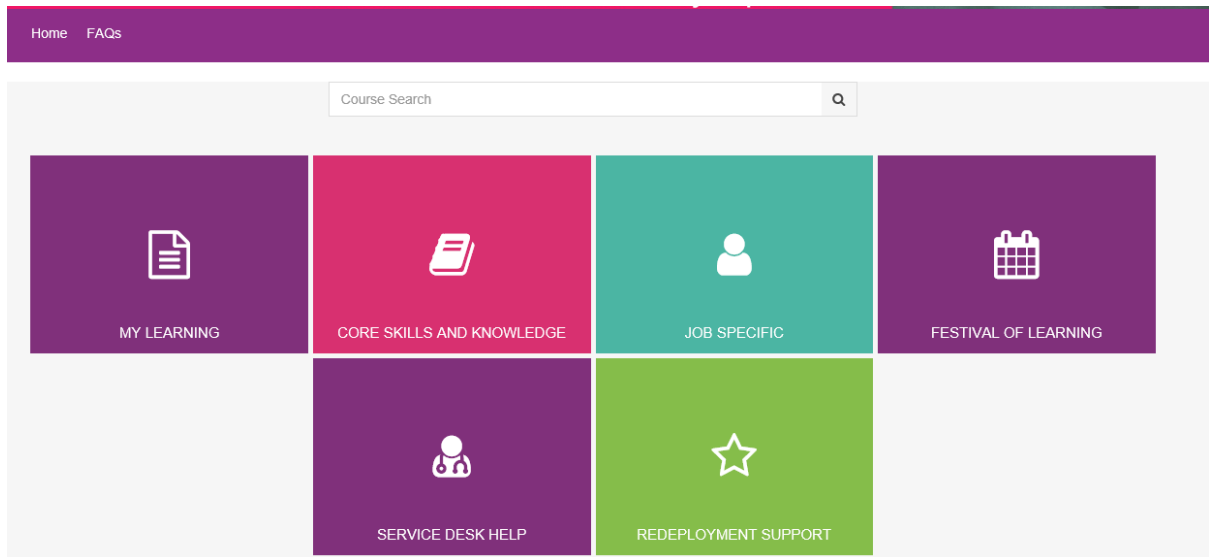 Home FAQs
Course Search
MY LEARNING CORE SKILLS AND KNOWLEDGE JOB SPECIFIC FESTIVAL OF LEARNING
SERVICE DESK HELP REDEPLOYMENT SUPPORT